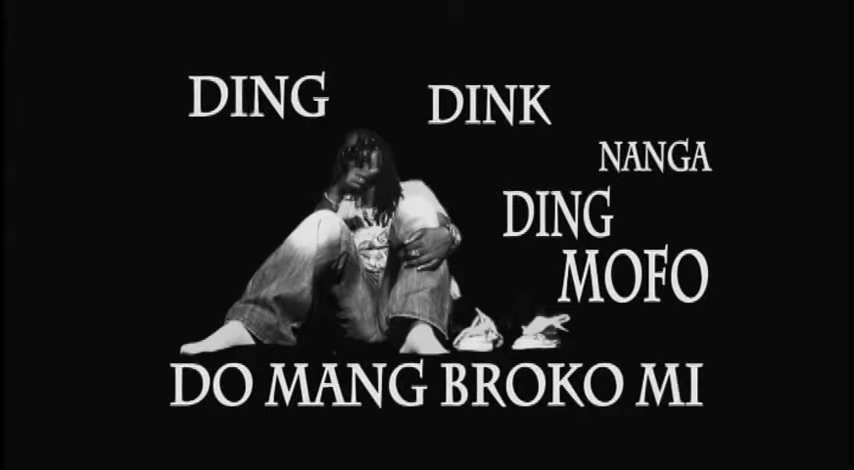 DING DINK
NANGA
DING
MOFO
DO MANG BROKO MI